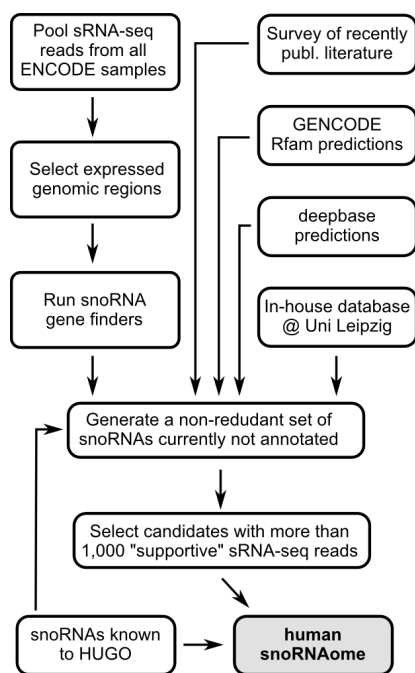 Pool sRNA-seq
reads from all
ENCODE samples
Select expressed
genomic regions
Run snoRNA
gene finders
Survey of recently
publ. literature
GENCODE
Rfam predictions
deepbase
predictions
In-house database
@ Uni Leipzig
Generate a non-redudant set of
snoRNAs currently not annotated
Select candidates with more than
1,000 "supportive" sRNA-seq reads
snoRNAs known
to HUGO
human
snoRNAome